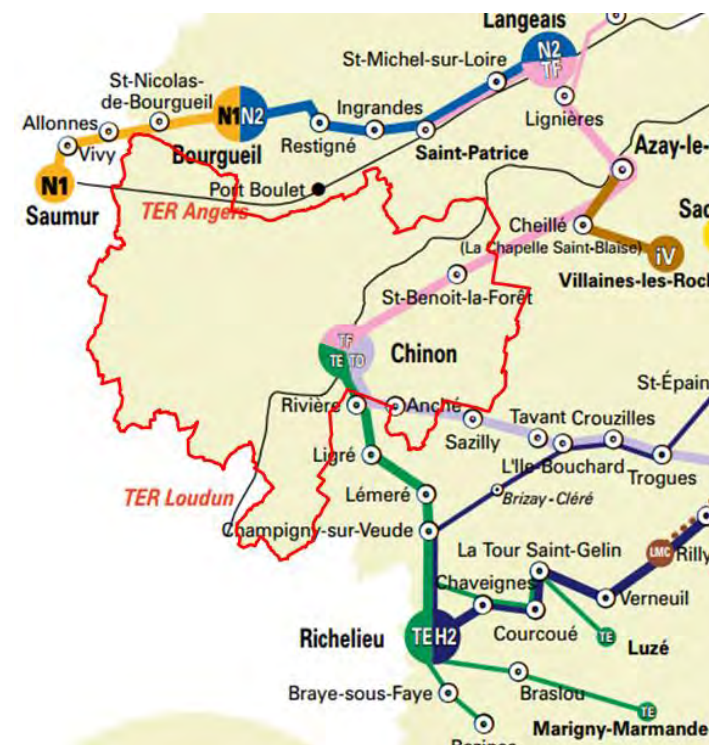 Langeais
N2
TF
St-Michel-sur-Loire
St-Nicolas-
de-Bourgueil
N1 N2
Ingrandes
Lignières
Allonnes
Vivy
Bourgueil
Restigné
Saint-Patrice
Azay-le-
N1
Saumur
Port Boulet
TER Angers
Sac
Cheillé
(La Chapelle Saint-Blaise)
iV
Villaines-les-Roch
St-Benoit-la-Forêt
TF
TE TD
Chinon
St-Épain
Rivière
Anché
Tavant Crouzilles
Sazilly
Ligré
L'Ile-Bouchard
Trogues
TER Loudun
Lémeré
Brizay-Cléré
Champigny-sur-Veude
La Tour Saint-Gelin
LMC
Rilly
Chaveignes
Verneuil
Richelieu
TE H2
Courcoué
TE
Luzé
Braye-sous-Faye
Braslou
TE
Marigny-Marmande